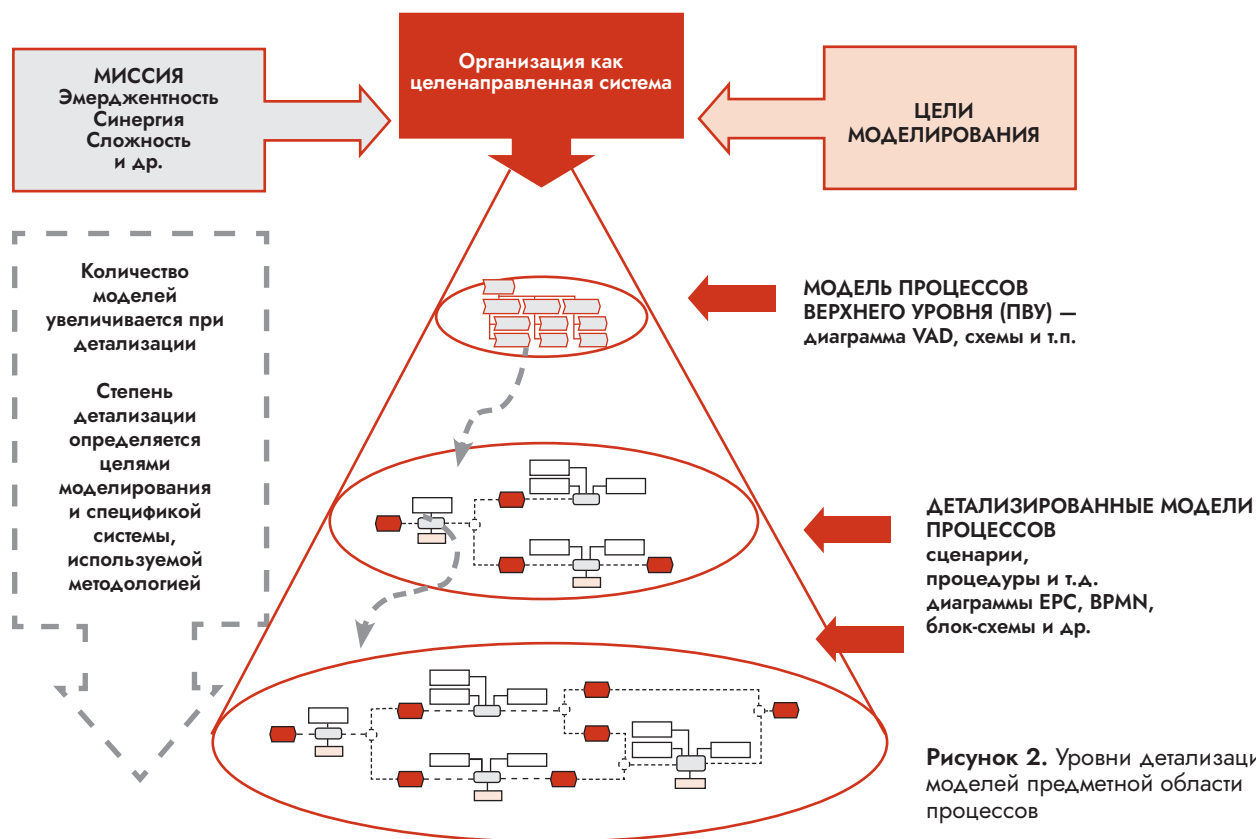 МИССИЯ
Эмерджентность
Синергия
Сложность
и др.
Организация как
целенаправленная система
ЦЕЛИ
МОДЕЛИРОВАНИЯ
Количество
моделей
увеличивается при
детализации
Степень
детализации
определяется
целями
моделирования
и спецификой
системы,
используемой
методологией
МОДЕЛЬ ПРОЦЕССОВ
ВЕРХНЕГО УРОВНЯ (ПВУ) —
диаграмма VAD, схемы и т.п.
ДЕТАЛИЗИРОВАННЫЕ МОДЕЛИ
ПРОЦЕССОВ
сценарии,
процедуры и т.д.
диаграммы EPC, BPMN,
блок-схемы и др.
Рисунок 2. Уровни детализаци
моделей предметной области
процессов